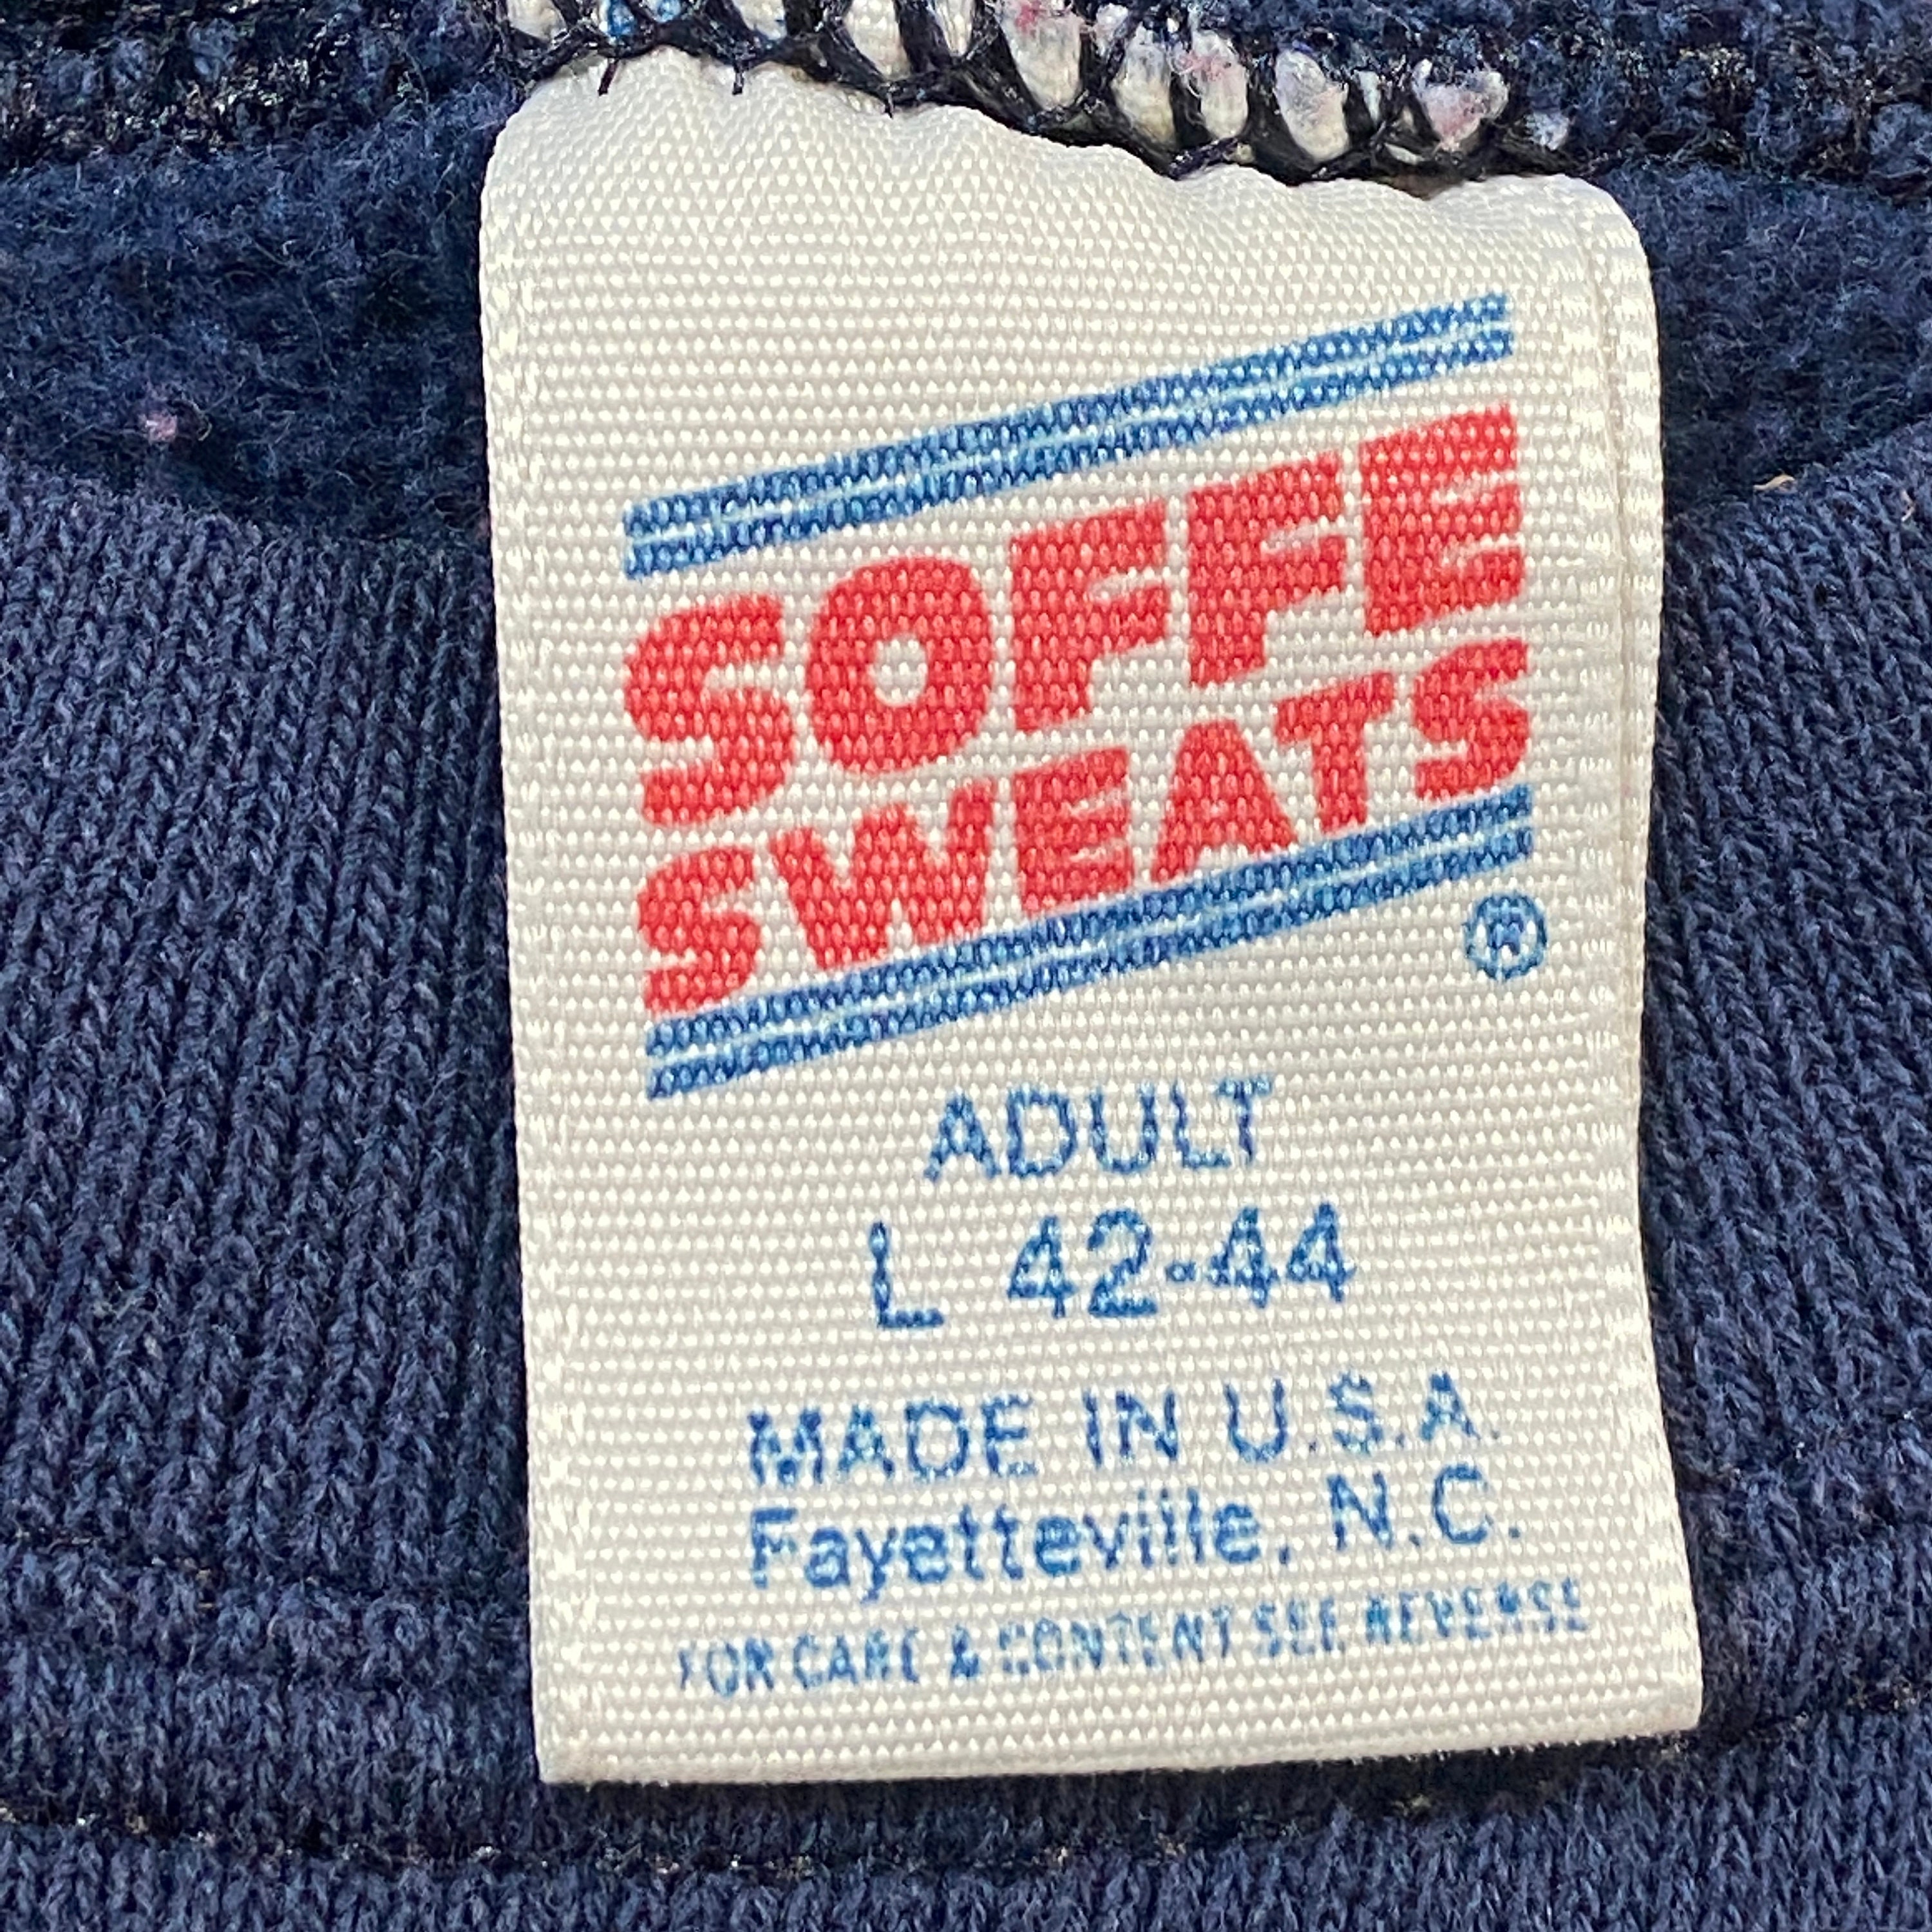 SOFFE
SWEATS
®
ADULT
L 42-44
MADE IN U.S.A.
Fayetteville, N.C.
FOR CARE & CONTENT SEE REVERSE